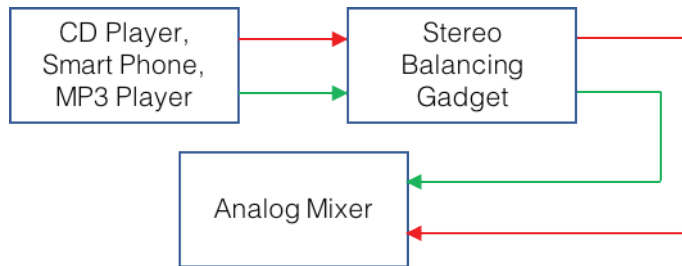 CD Player,
Smart Phone,
MP3 Player
Stereo
Balancing
Gadget
Analog Mixer